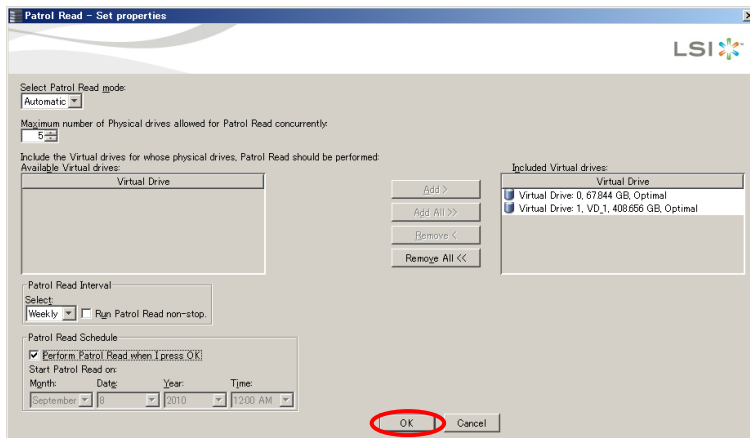 Patrol Read - Set properties
LSI
Select Patrol Read mode:
Automatic
Maximum number of Physical drives allowed for Patrol Read concurrently:
5
Include the Virtual drives for whose physical drives, Patrol Read should be performed:
Available Virtual drives:
Virtual Drive
Add >
Add All >>
Remove <
Remove All <<
Included Virtual drives:
Virtual Drive
Virtual Drive: 0, 67.844 GB, Optimal
Virtual Drive: 1, VD_1, 408.656 GB, Optimal
Patrol Read Interval
Select:
Weekly
Run Patrol Read non-stop.
Patrol Read Schedule
Perform Patrol Read when I press OK
Start Patrol Read on:
Month: Date: Year: Time:
September 8 2010 12:00 AM
OK Cancel